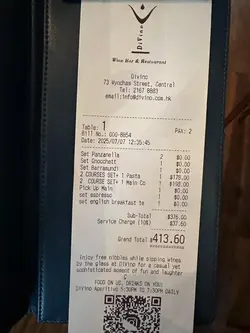 DiVino
Wine Bar & Restaurant
Divino
73 Wyndham Street, Central
Tel: 2167 8883
email:info@divino.com.hk
Table: 1
PAX: 2
Bill No.: 000-8954
Date: 2025/07/07 12:35:45
Set Panzanella 2 $0.00
Set Gnocchett 1 $0.00
Set Barramundi 1 $0.00
2 COURSE SET+ 1 Pasta 1 $178.00
2 COURSE SET+ 1 Main Co 1 $198.00
Pick Up Main 1 $0.00
set espresso 1 $0.00
set english breakfast te 1 $0.00
Sub-Total $376.00
Service Charge (10%) $37.60
Grand Total $413.60
Enjoy free nibbles while sipping wines
by the glass at DiVino for a casual yet
sophisticated moment of fun and laughter
FOOD ON US, DRINKS ON YOU!
DiVino Aperitivo 5:30PM TO 7:30PM DAILY